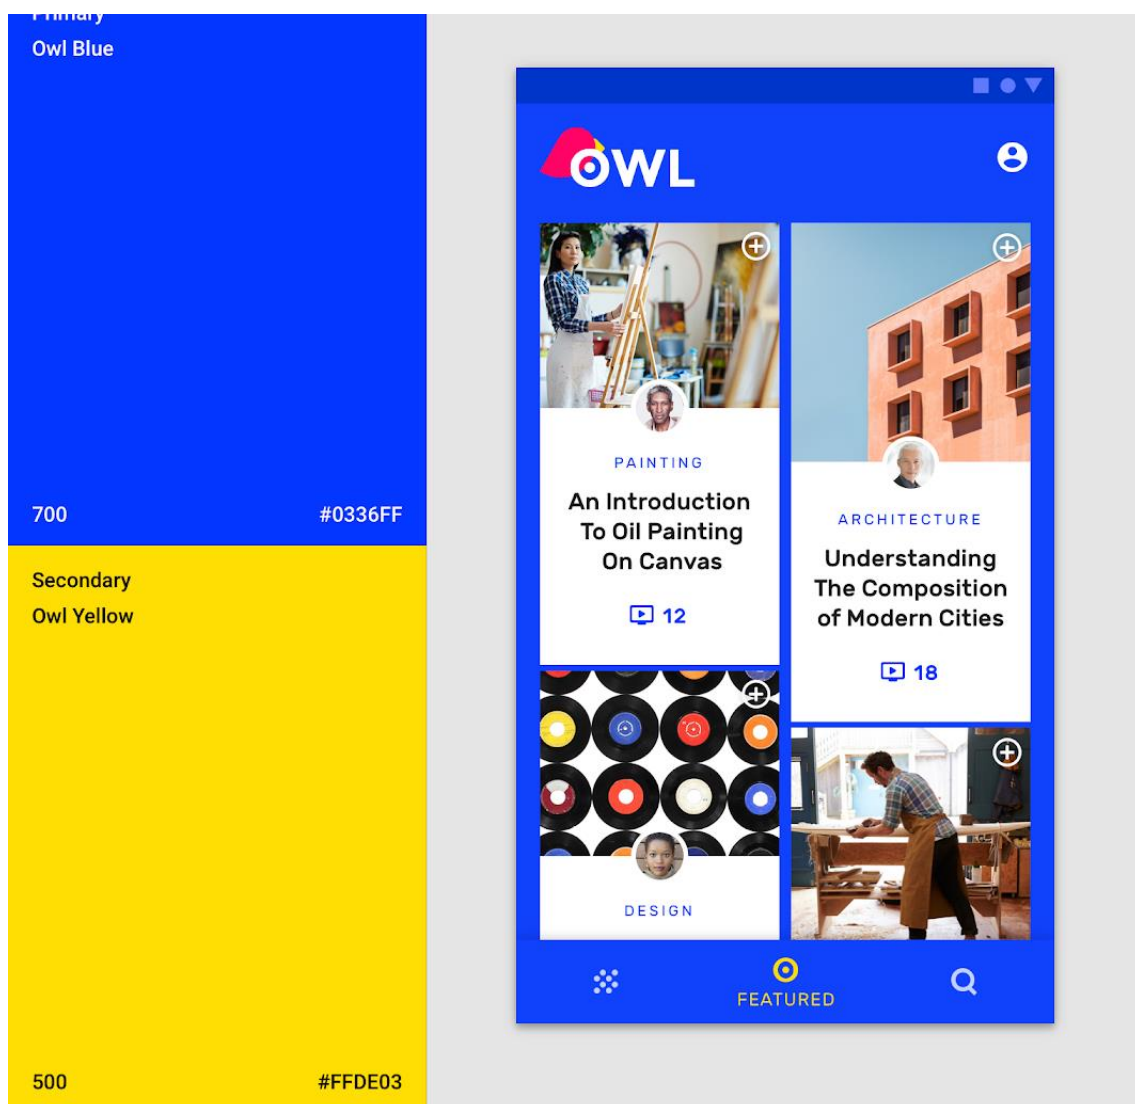 Primary
Owl Blue
700 #0336FF
Secondary
Owl Yellow
500 #FFDE03
OWL
PAINTING
An Introduction
To Oil Painting
On Canvas
12
ARCHITECTURE
Understanding
The Composition
of Modern Cities
18
DESIGN
FEATURED